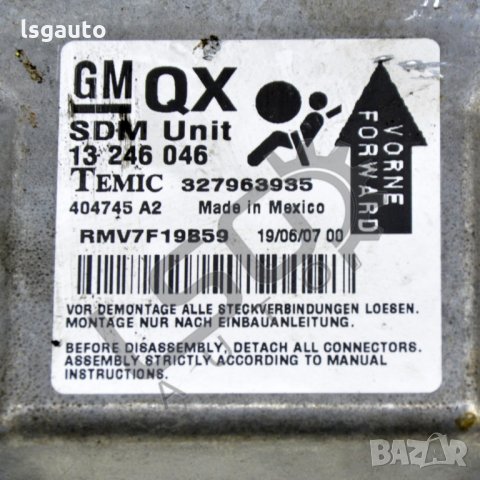 lsgauto
GM QX
SDM Unit
13 246 046
TEMIC 327963935
404745 A2 Made in Mexico
RMV7F19B59 19/06/07 00
VORNE
FORWARD
VOR DEMONTAGE ALLE STECKVERBINDUNGEN LOESEN.
MONTAGE NUR NACH EINBAUANLEITUNG.
BEFORE DISASSEMBLY, DETACH ALL CONNECTORS.
ASSEMBLY STRICTLY ACCORDING TO MANUAL
INSTRUCTIONS.
BAZAR